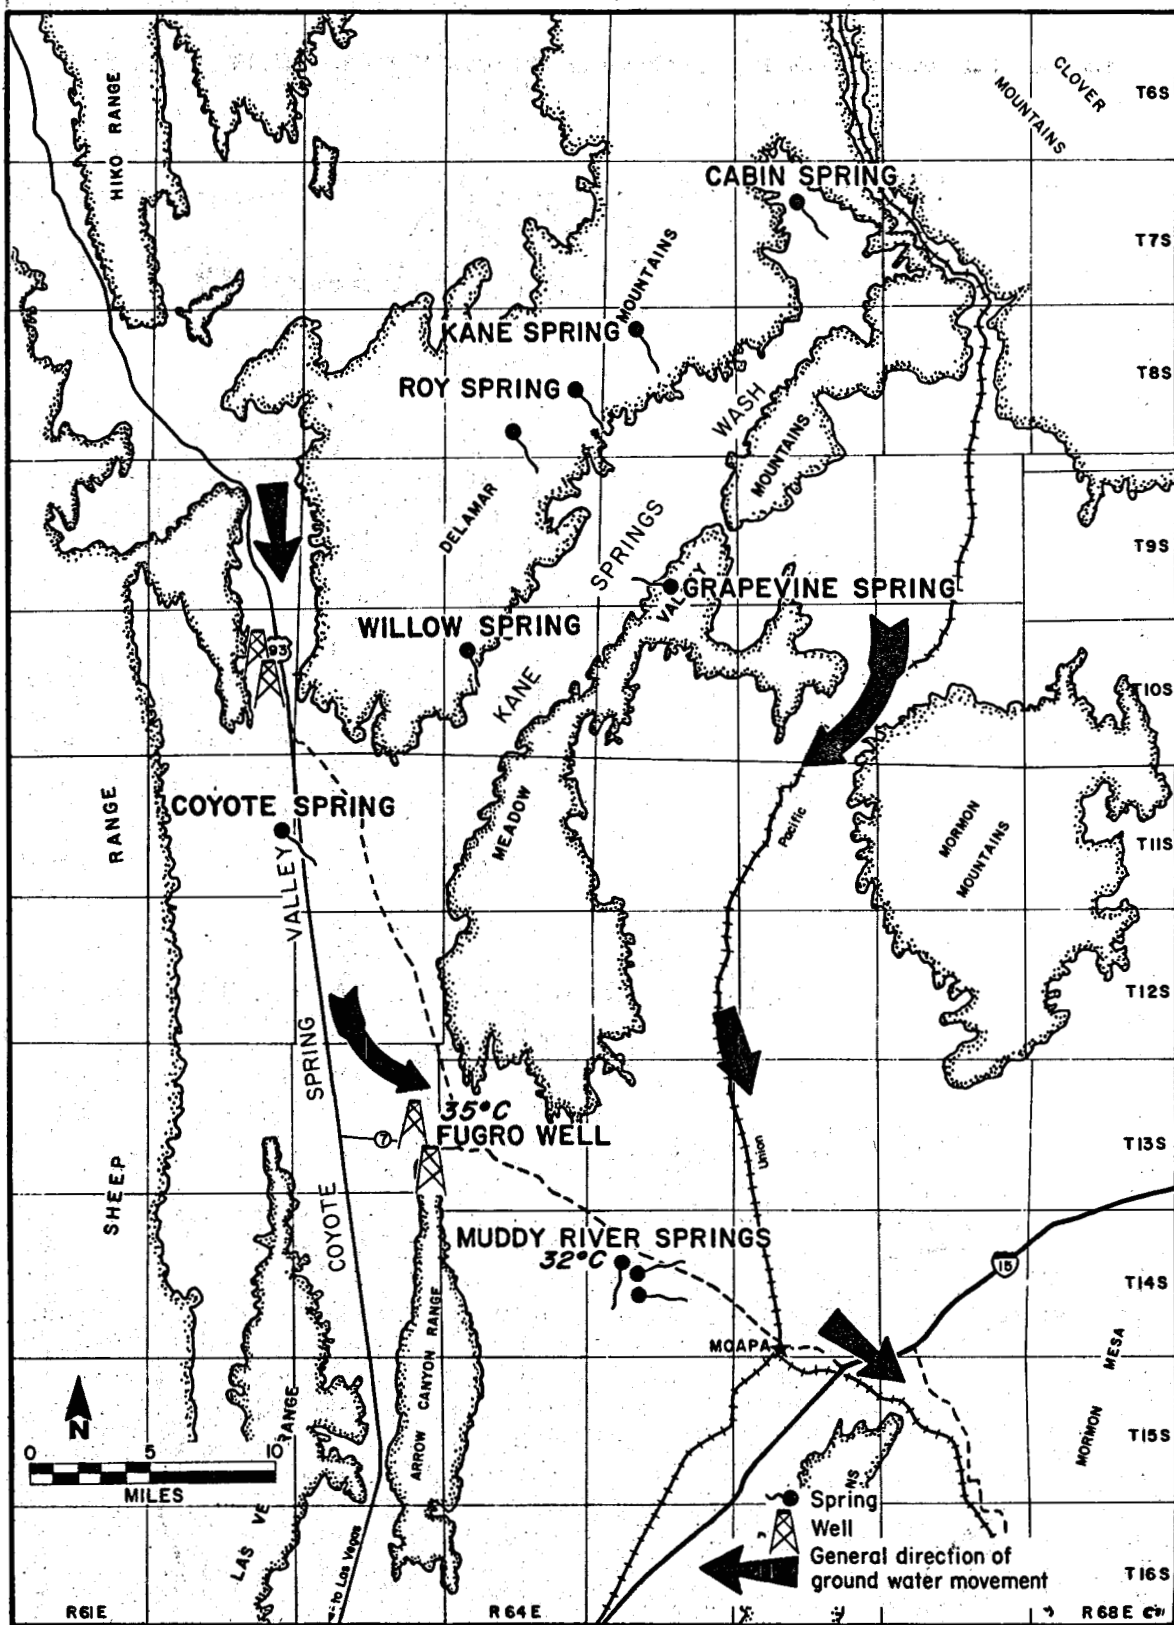 CLOVER
MOUNTAINS
T6S
HIKO RANGE
CABIN SPRING
T7S
MOUNTAINS
KANE SPRING
T8S
ROY SPRING
WASH
MOUNTAINS
DELAMAR
T9S
SPRINGS
VALLEY
GRAPEVINE SPRING
WILLOW SPRING
93
KANE
T10S
COYOTE SPRING
RANGE
MEADOW
Pacific
MORMON
MOUNTAINS
T11S
VALLEY
T12S
SPRING
35°C
FUGRO WELL
7
Union
T13S
SHEEP
COYOTE
MUDDY RIVER SPRINGS
32°C
15
T14S
MOAPA
MESA
ARROW CANYON RANGE
RANGE
N
0 5 10
MILES
MORMON
T15S
NS
Spring
Well
LAS VE
to Las Vegas
General direction of
ground water movement
T16S
R61E
R64E
R68E